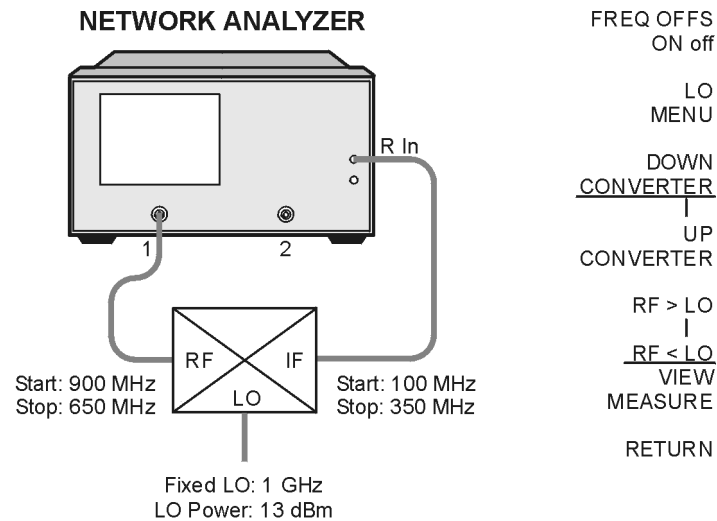 NETWORK ANALYZER
R In
1
2
RF
IF
LO
Start: 900 MHz
Stop: 650 MHz
Start: 100 MHz
Stop: 350 MHz
Fixed LO: 1 GHz
LO Power: 13 dBm
FREQ OFFS
ON off
LO
MENU
DOWN
CONVERTER
UP
CONVERTER
RF > LO
RF < LO
VIEW
MEASURE
RETURN